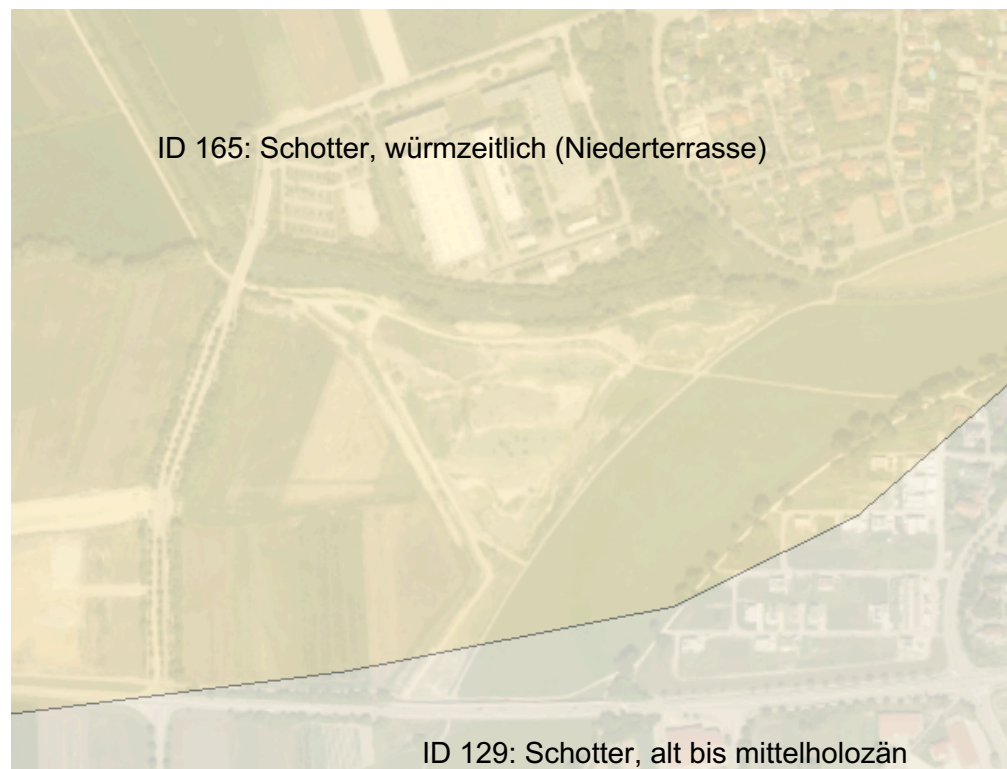 ID 165: Schotter, würmzeitlich (Niederterrasse)
ID 129: Schotter, alt bis mittelholozän